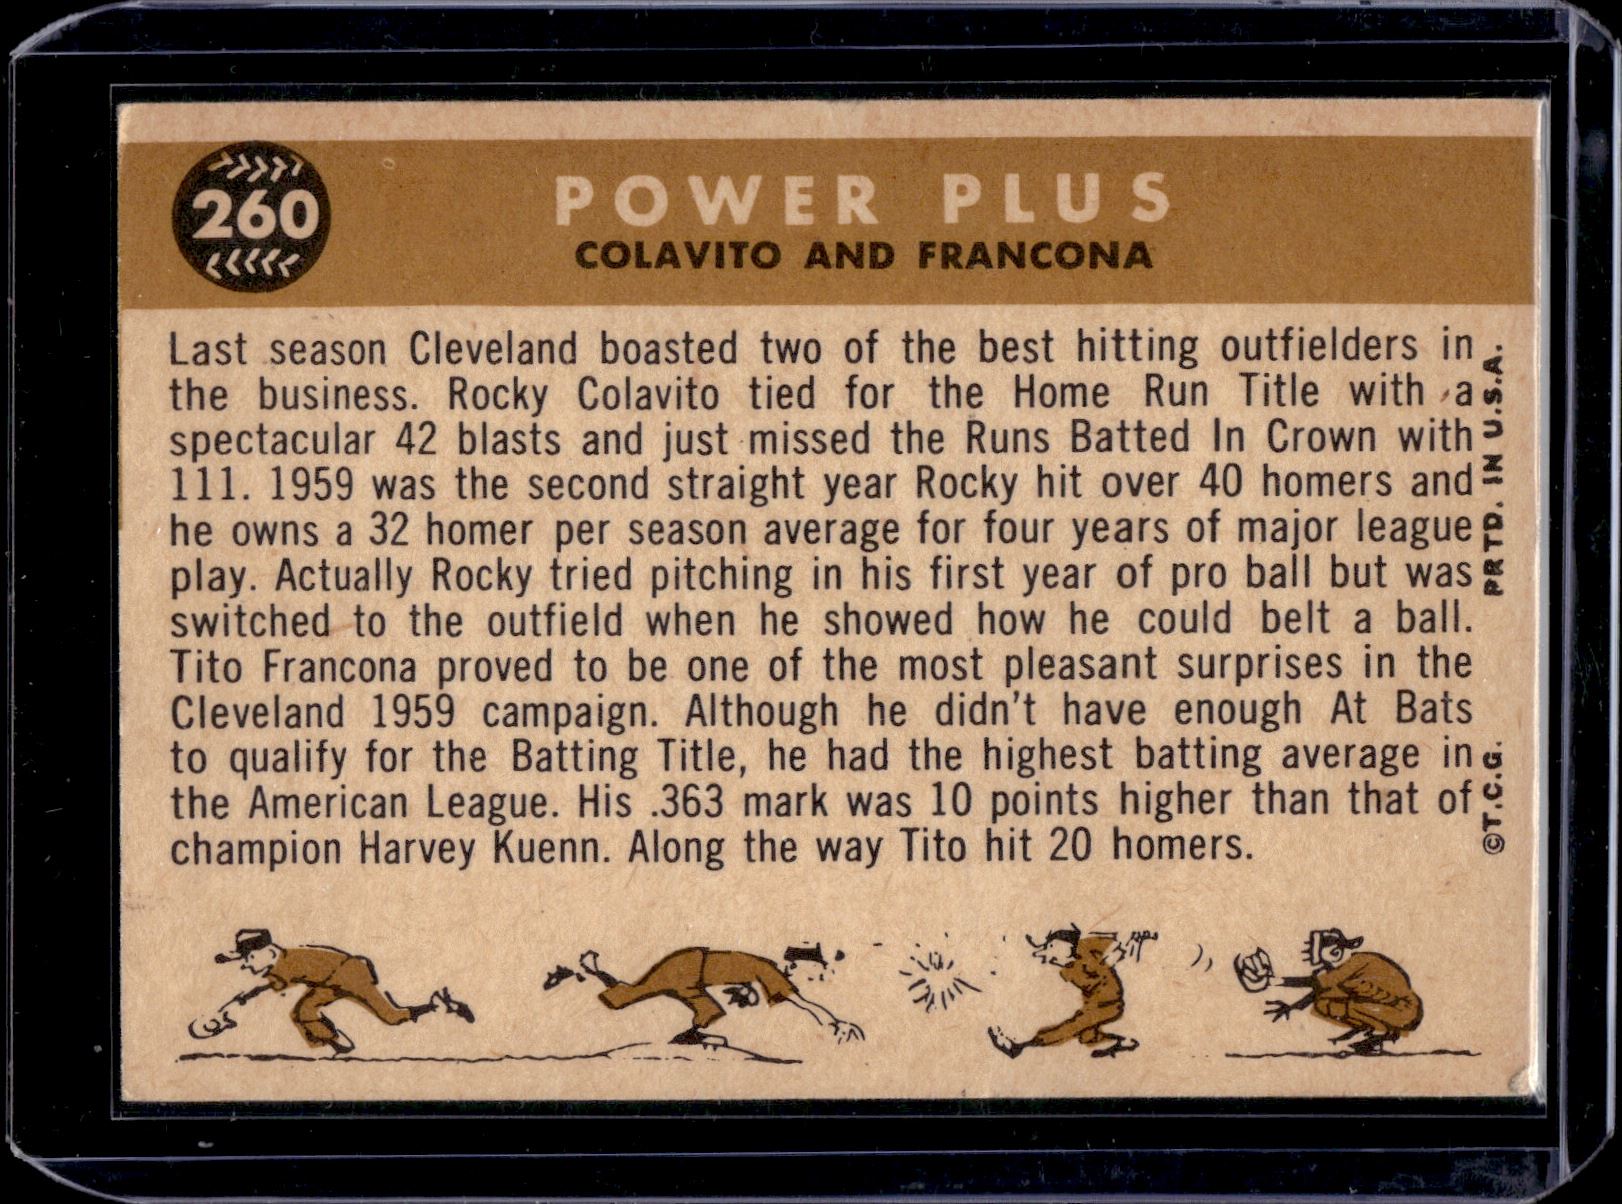 260
POWER PLUS
COLAVITO AND FRANCONA
Last season Cleveland boasted two of the best hitting outfielders in
the business. Rocky Colavito tied for the Home Run Title with a
spectacular 42 blasts and just missed the Runs Batted In Crown with
111. 1959 was the second straight year Rocky hit over 40 homers and
he owns a 32 homer per season average for four years of major league
play. Actually Rocky tried pitching in his first year of pro ball but was
switched to the outfield when he showed how he could belt a ball.
Tito Francona proved to be one of the most pleasant surprises in the
Cleveland 1959 campaign. Although he didn't have enough At Bats
to qualify for the Batting Title, he had the highest batting average in
the American League. His .363 mark was 10 points higher than that of
champion Harvey Kuenn. Along the way Tito hit 20 homers.
©T.C.G. PRTD. IN U.S.A.